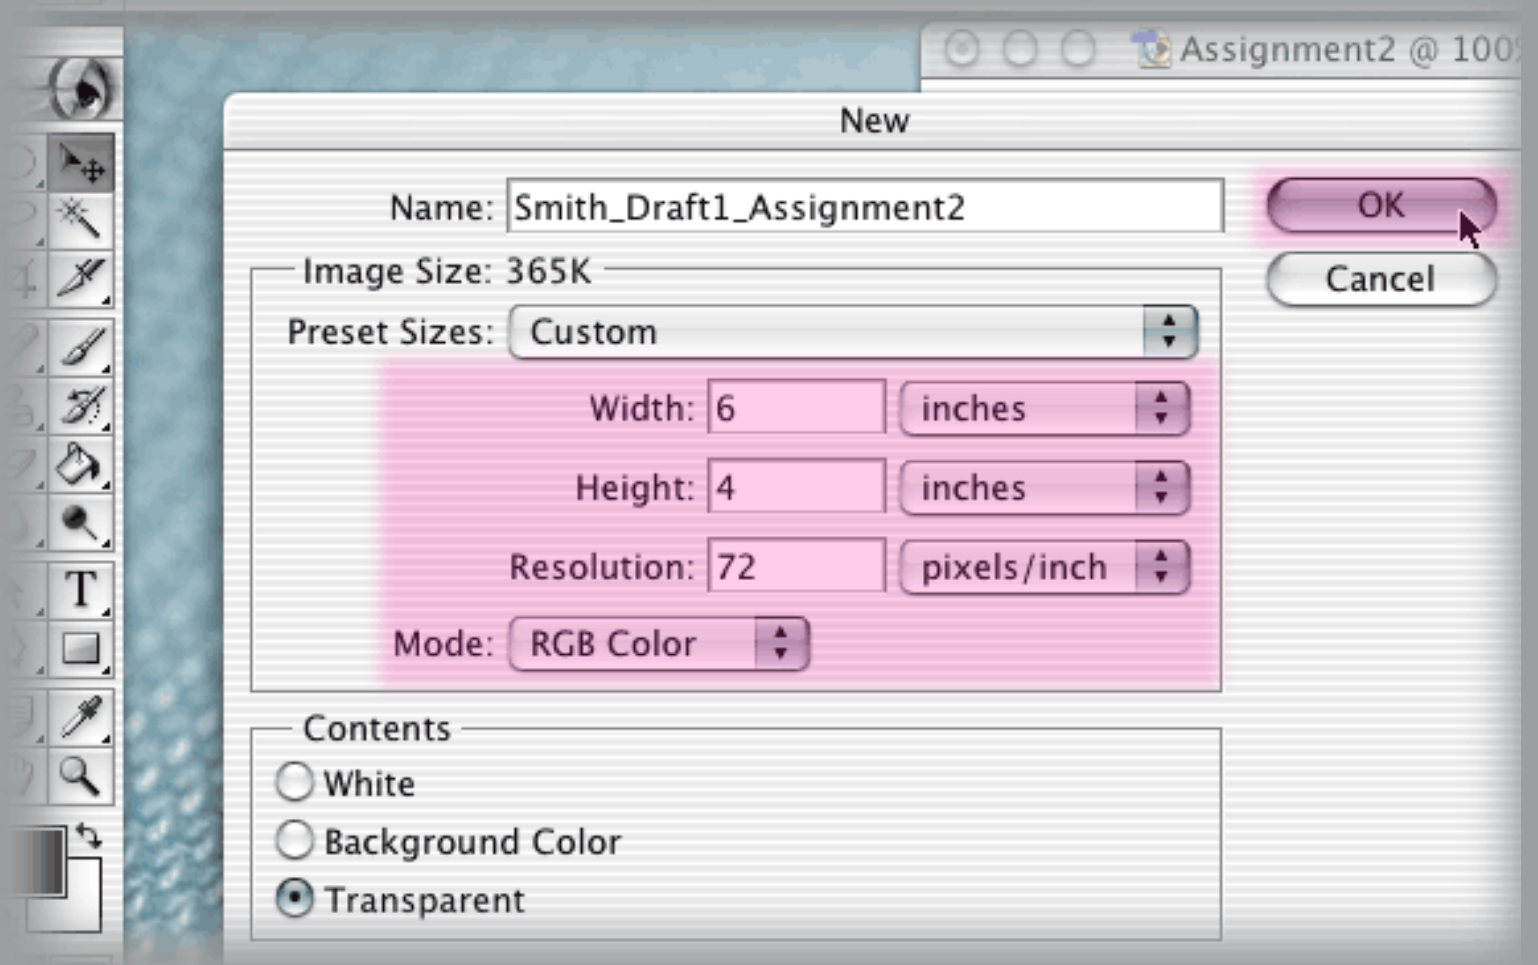 Assignment2 @ 100%
New
Name: Smith_Draft1_Assignment2
OK
Cancel
Image Size: 365K
Preset Sizes: Custom
Width: 6 inches
Height: 4 inches
Resolution: 72 pixels/inch
Mode: RGB Color
Contents
White
Background Color
Transparent
T